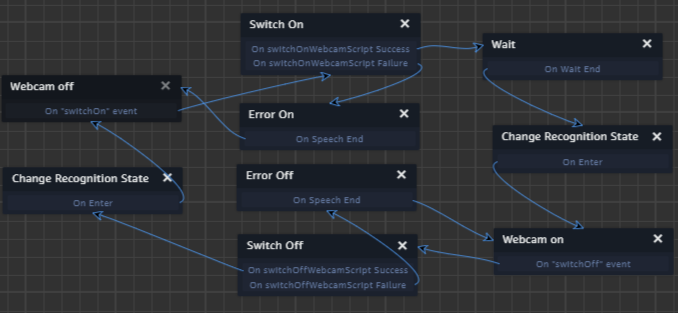 Switch On
On switchOnWebcamScript Success
On switchOnWebcamScript Failure
Wait
On Wait End
Webcam off
On "switchOn" event
Error On
On Speech End
Change Recognition State
On Enter
Change Recognition State
On Enter
Error Off
On Speech End
Switch Off
On switchOffWebcamScript Success
On switchOffWebcamScript Failure
Webcam on
On "switchOff" event